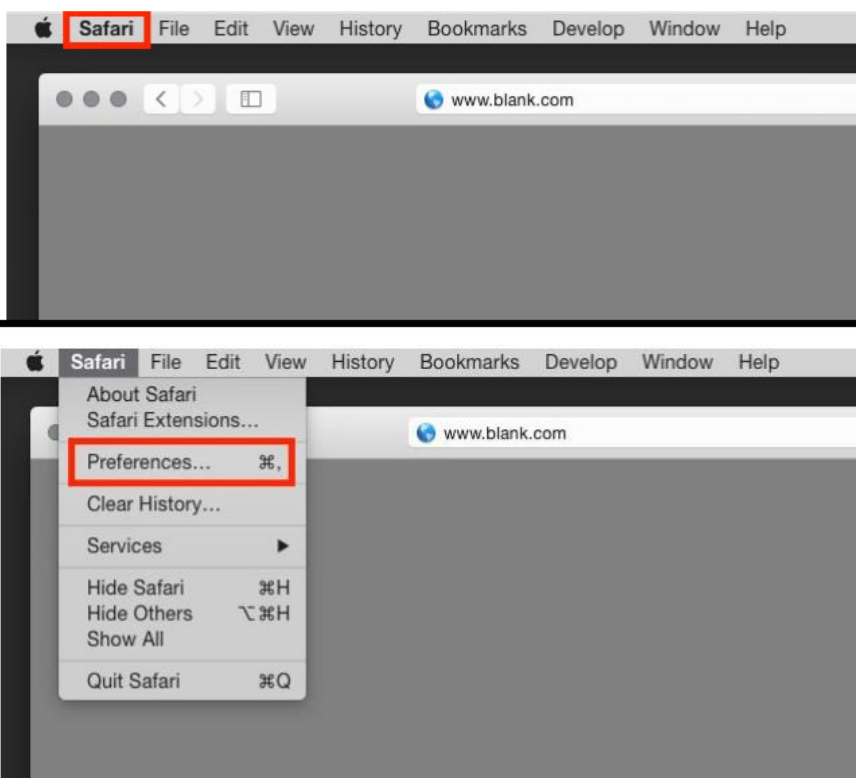 Safari File Edit View History Bookmarks Develop Window Help
www.blank.com
Safari File Edit View History Bookmarks Develop Window Help
About Safari
Safari Extensions...
www.blank.com
Preferences... ⌘,
Clear History...
Services ▶
Hide Safari ⌘H
Hide Others ⌥⌘H
Show All
Quit Safari ⌘Q